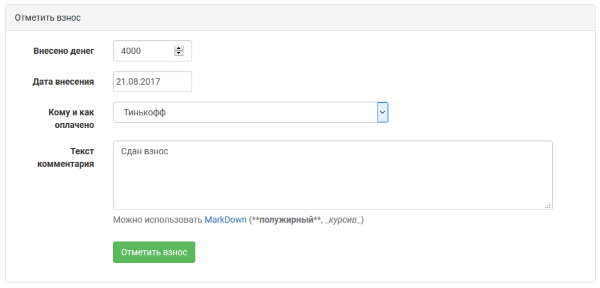 Отметить взнос
Внесено денег 4000
Дата внесения 21.08.2017
Кому и как оплачено Тинькофф
Текст комментария Сдан взнос
Можно использовать MarkDown (**полужирный**, _курсив_)
Отметить взнос